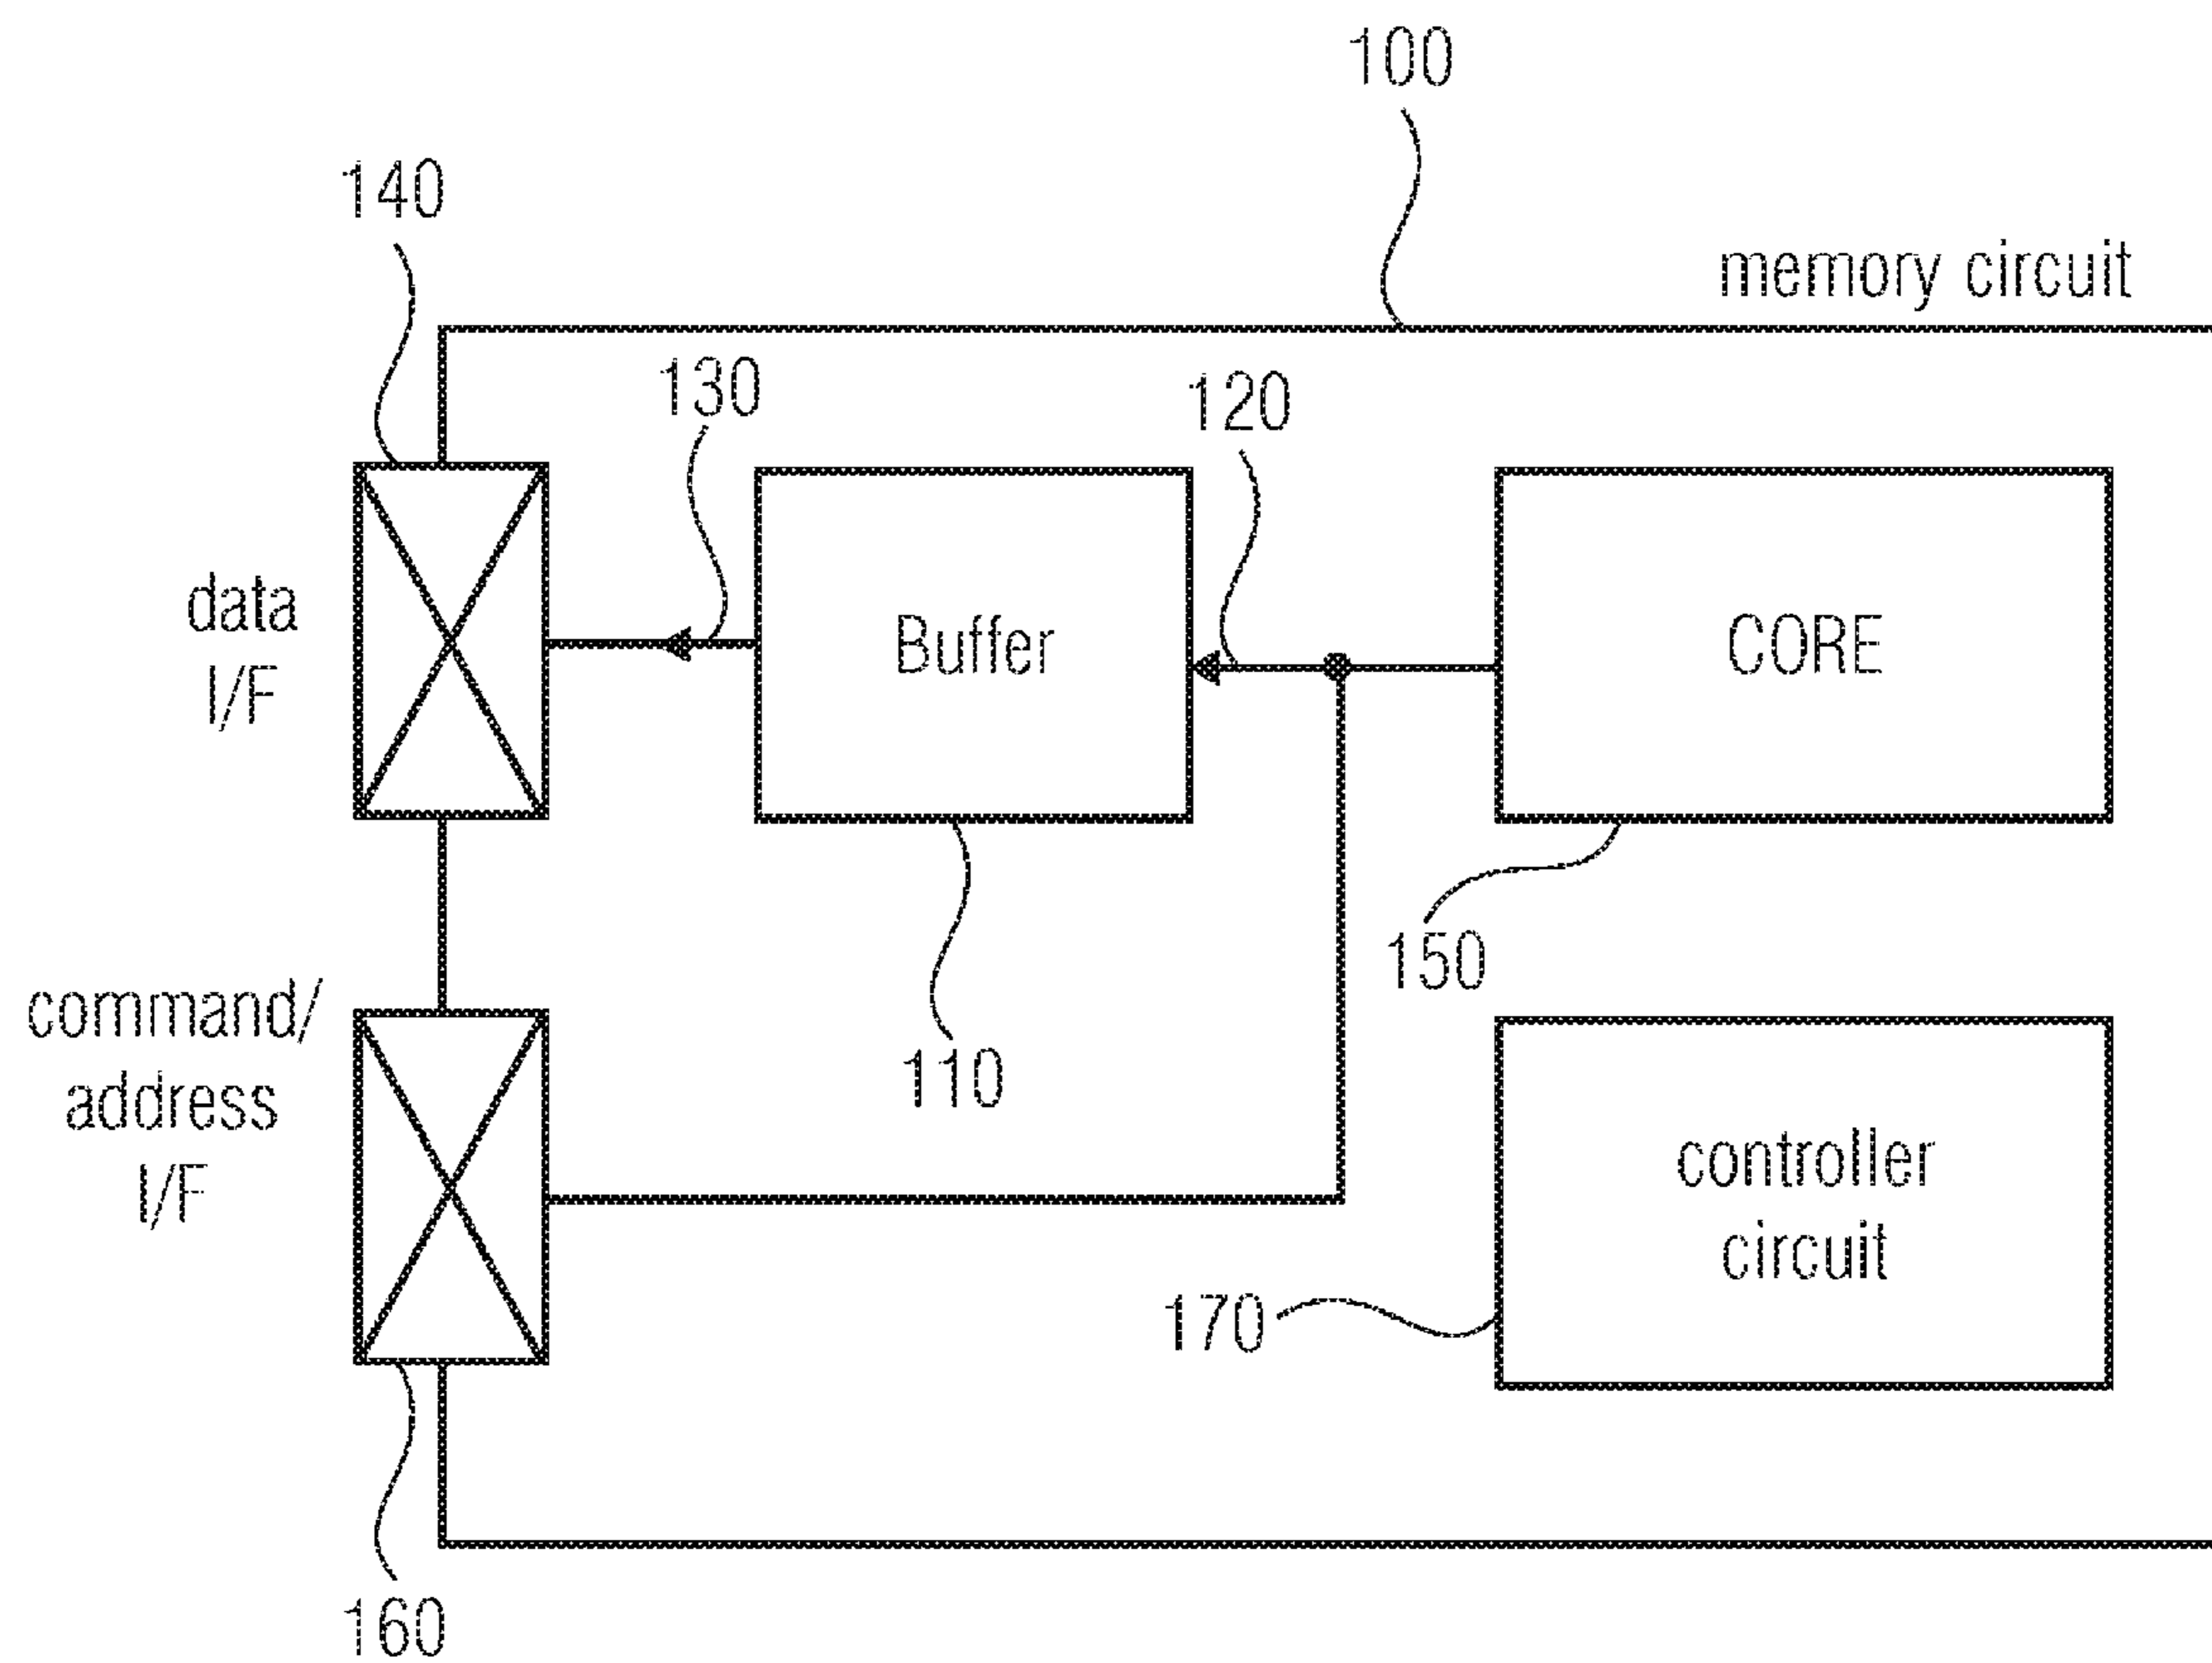 100
140
memory circuit
130
120
data
I/F
Buffer
CORE
150
command/
address
I/F
110
controller
circuit
170
160